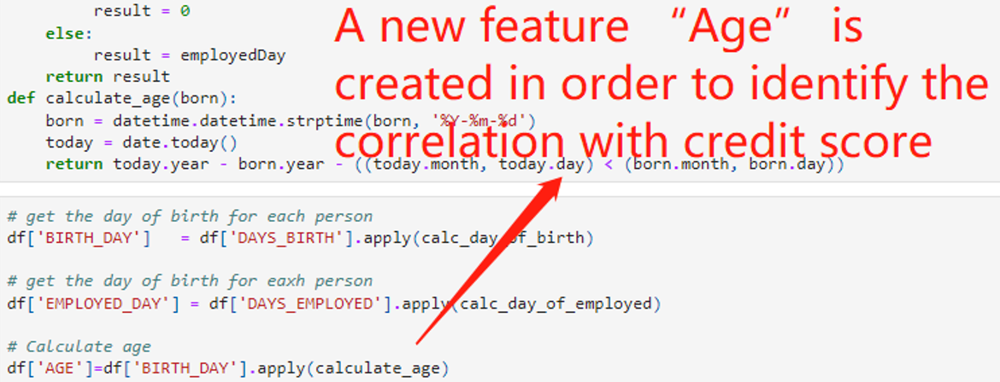 result = 0
else:
result = employedDay
return result
def calculate_age(born):
born = datetime.datetime.strptime(born, '%Y-%m-%d')
today = date.today()
return today.year - born.year - ((today.month, today.day) < (born.month, born.day))
A new feature “Age” is
created in order to identify the
correlation with credit score
# get the day of birth for each person
df['BIRTH_DAY']   = df['DAYS_BIRTH'].apply(calc_day_of_birth)
# get the day of birth for eaxh person
df['EMPLOYED_DAY'] = df['DAYS_EMPLOYED'].apply(calc_day_of_employed)
# Calculate age
df['AGE']=df['BIRTH_DAY'].apply(calculate_age)